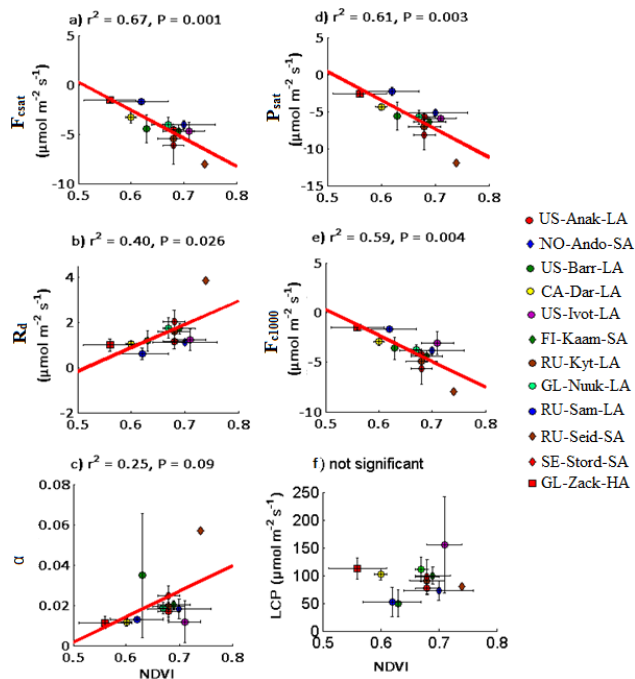 a) r² = 0.67, P = 0.001
F_csat
(μmol m⁻² s⁻¹)
0
-5
-10
0.5 0.6 0.7 0.8
d) r² = 0.61, P = 0.003
P_sat
(μmol m⁻² s⁻¹)
5
0
-5
-10
-15
0.5 0.6 0.7 0.8
b) r² = 0.40, P = 0.026
R_d
(μmol m⁻² s⁻¹)
4
2
0
-2
0.5 0.6 0.7 0.8
e) r² = 0.59, P = 0.004
F_c1000
(μmol m⁻² s⁻¹)
5
0
-5
-10
0.5 0.6 0.7 0.8
c) r² = 0.25, P = 0.09
α
0.08
0.06
0.04
0.02
0
0.5 0.6 0.7 0.8
NDVI
f) not significant
LCP (μmol m⁻² s⁻¹)
250
200
150
100
50
0
0.5 0.6 0.7 0.8
NDVI
US-Anak-LA
NO-Ando-SA
US-Barr-LA
CA-Dar-LA
US-Ivot-LA
FI-Kaam-SA
RU-Kyt-LA
GL-Nuuk-LA
RU-Sam-LA
RU-Seid-SA
SE-Stord-SA
GL-Zack-HA